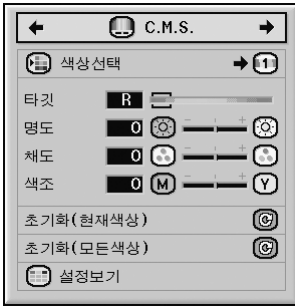 C.M.S.
색상선택 1
타깃 R
명도 0 - +
채도 0 - +
색조 0 M - + Y
초기화(현재색상)
초기화(모든색상)
설정보기